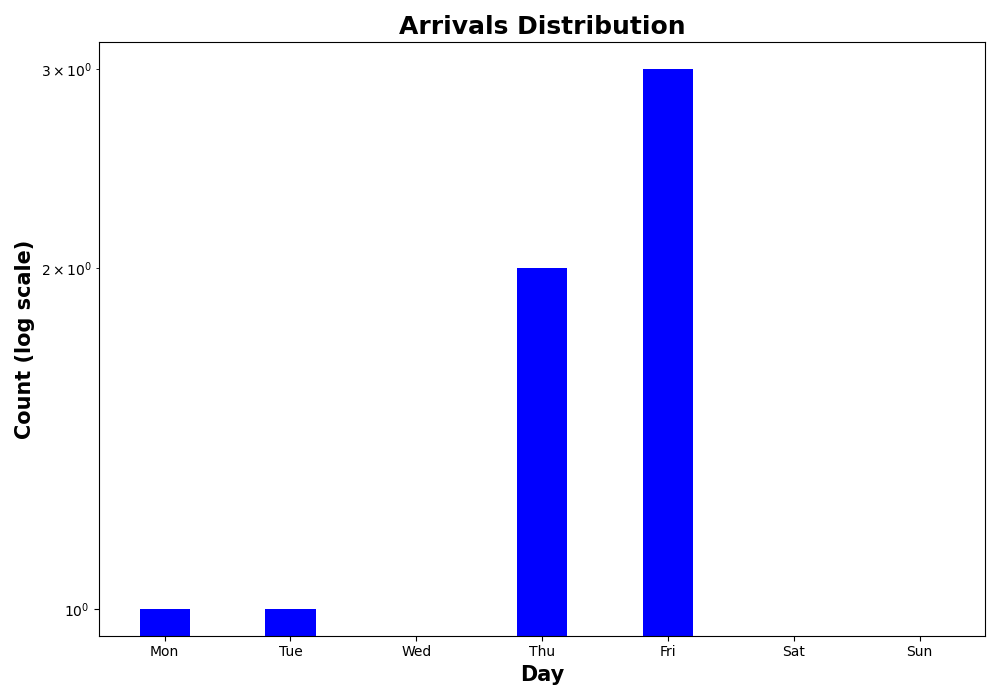 Arrivals Distribution
3 × 10⁰
2 × 10⁰
10⁰
Count (log scale)
Mon Tue Wed Thu Fri Sat Sun
Day